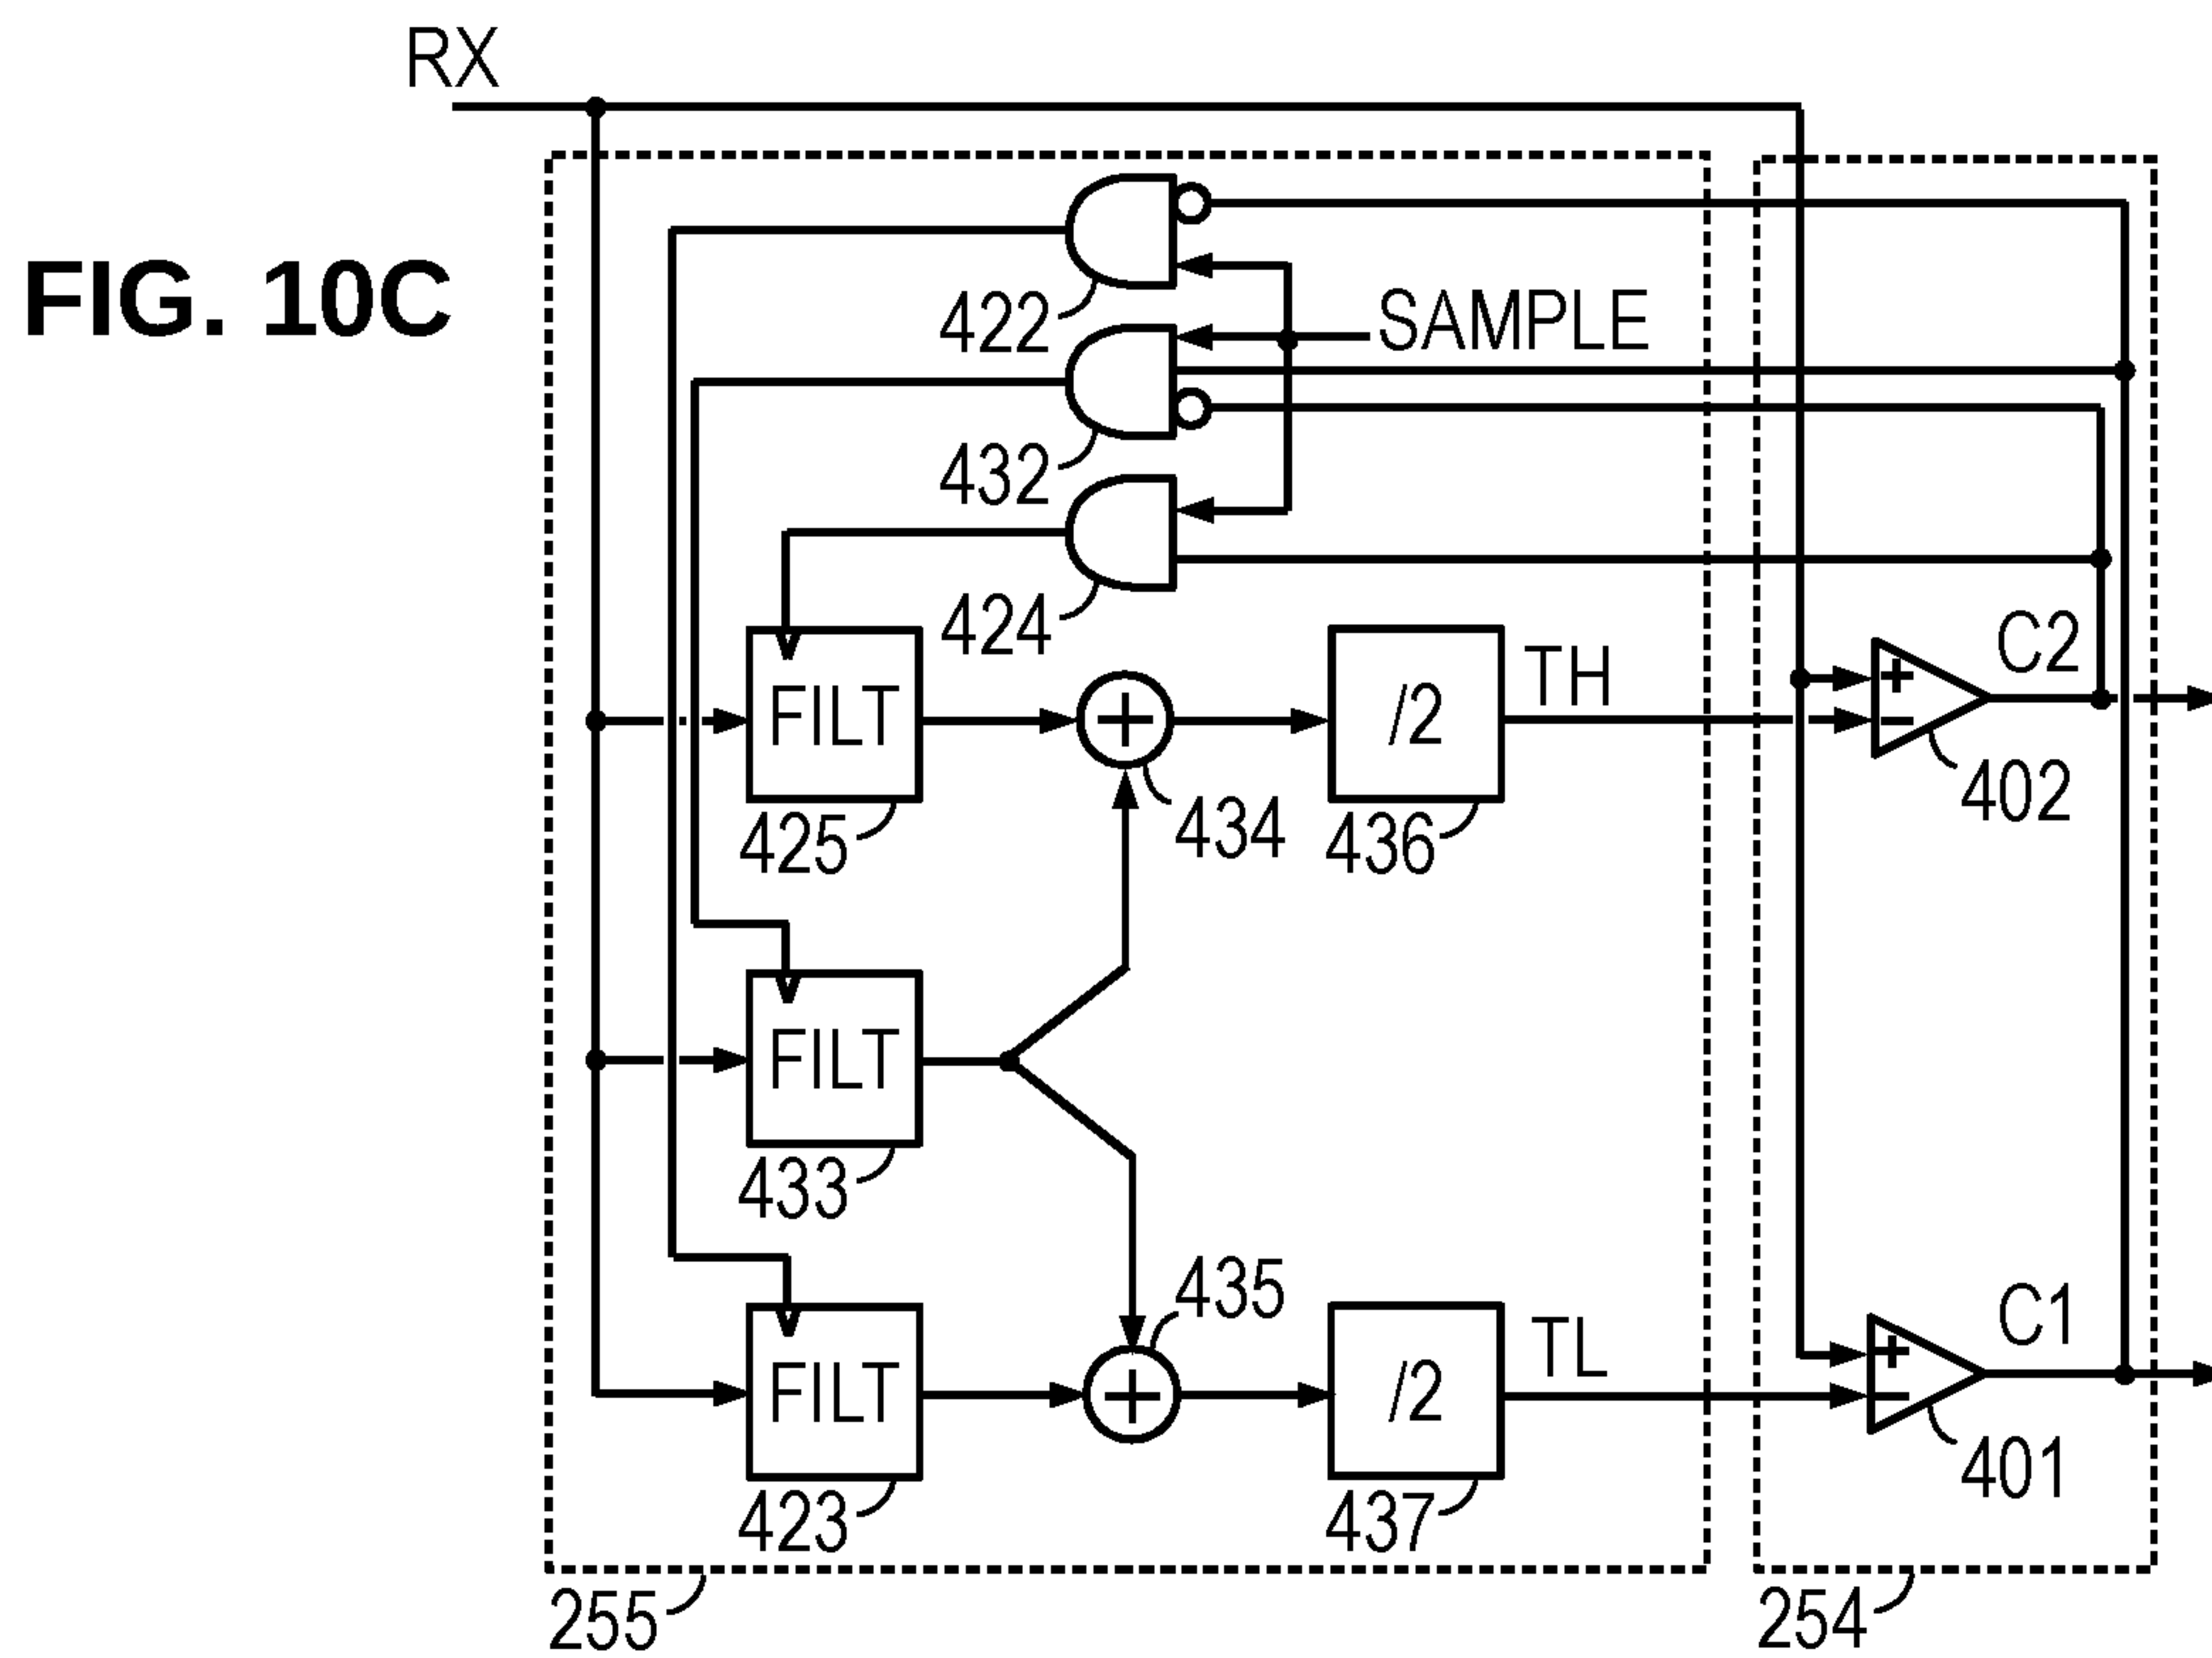 RX
FIG. 10C
422
SAMPLE
432
424
C2
TH
FILT
+
/2
+
−
402
425
434
436
FILT
433
435
C1
TL
FILT
+
/2
+
−
401
423
437
255
254